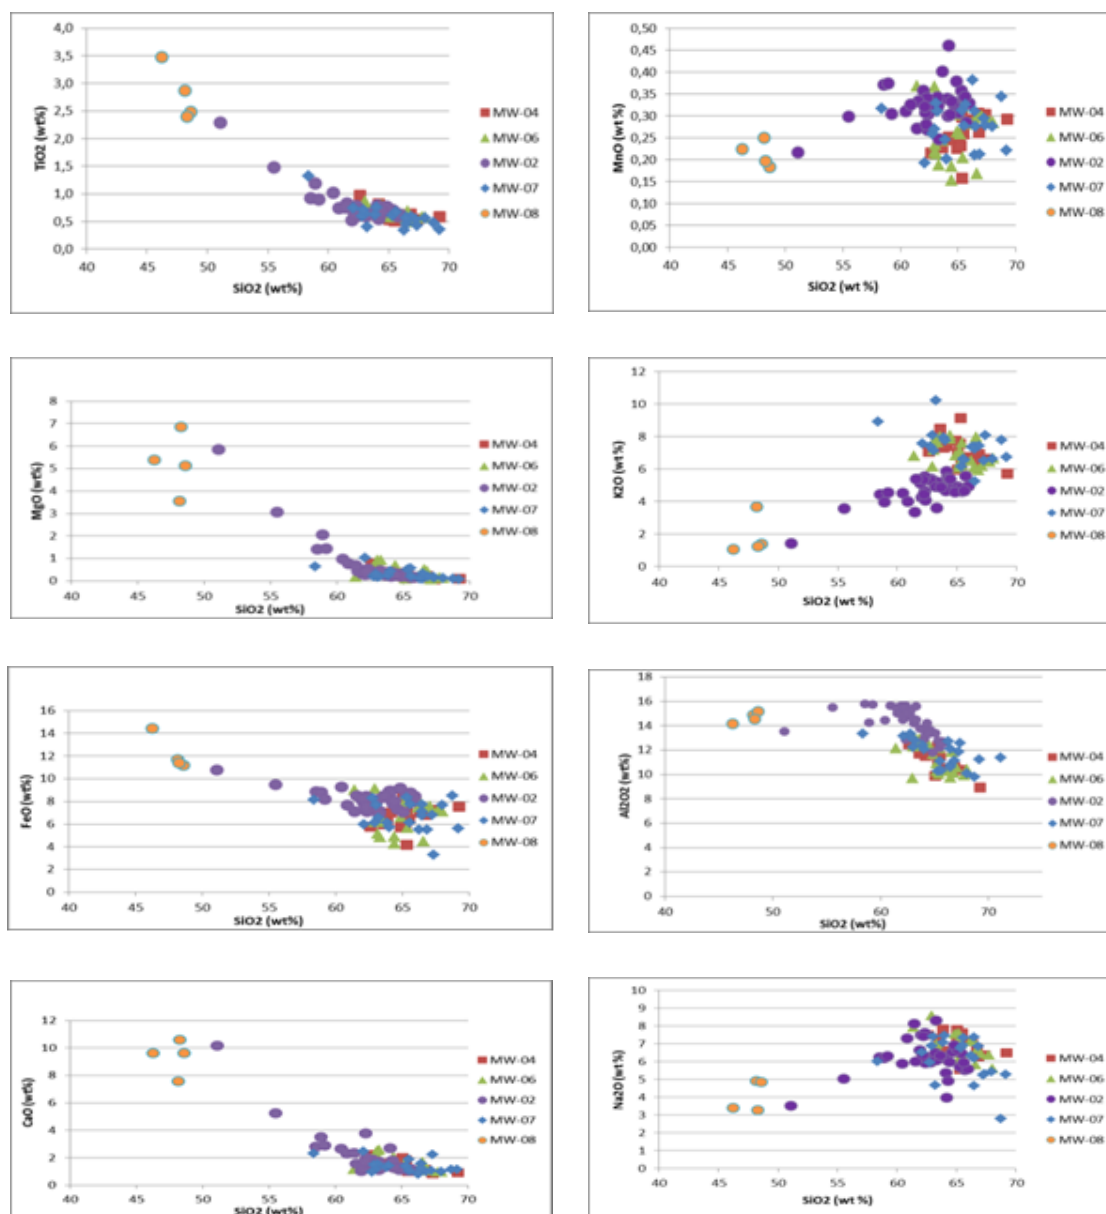 4,0
3,5
3,0
2,5
2,0
1,5
1,0
0,5
0,0
40 45 50 55 60 65 70
TiO2 (wt%)
SiO2 (wt%)
MW-04
MW-06
MW-02
MW-07
MW-08
0,50
0,45
0,40
0,35
0,30
0,25
0,20
0,15
0,10
0,05
0,00
40 45 50 55 60 65 70
MnO (wt%)
SiO2 (wt %)
MW-04
MW-06
MW-02
MW-07
MW-08
8
7
6
5
4
3
2
1
0
40 45 50 55 60 65 70
MgO (wt%)
SiO2 (wt%)
MW-04
MW-06
MW-02
MW-07
MW-08
12
10
8
6
4
2
0
40 45 50 55 60 65 70
K2O (wt%)
SiO2 (wt %)
MW-04
MW-06
MW-02
MW-07
MW-08
16
14
12
10
8
6
4
2
0
40 45 50 55 60 65 70
FeO (wt%)
SiO2 (wt%)
MW-04
MW-06
MW-02
MW-07
MW-08
18
16
14
12
10
8
6
4
2
0
40 50 60 70
Al2O2 (wt%)
SiO2 (wt%)
MW-04
MW-06
MW-02
MW-07
MW-08
12
10
8
6
4
2
0
40 45 50 55 60 65 70
CaO (wt%)
SiO2 (wt%)
MW-04
MW-06
MW-02
MW-07
MW-08
10
9
8
7
6
5
4
3
2
1
0
40 45 50 55 60 65 70
Na2O (wt%)
SiO2 (wt %)
MW-04
MW-06
MW-02
MW-07
MW-08